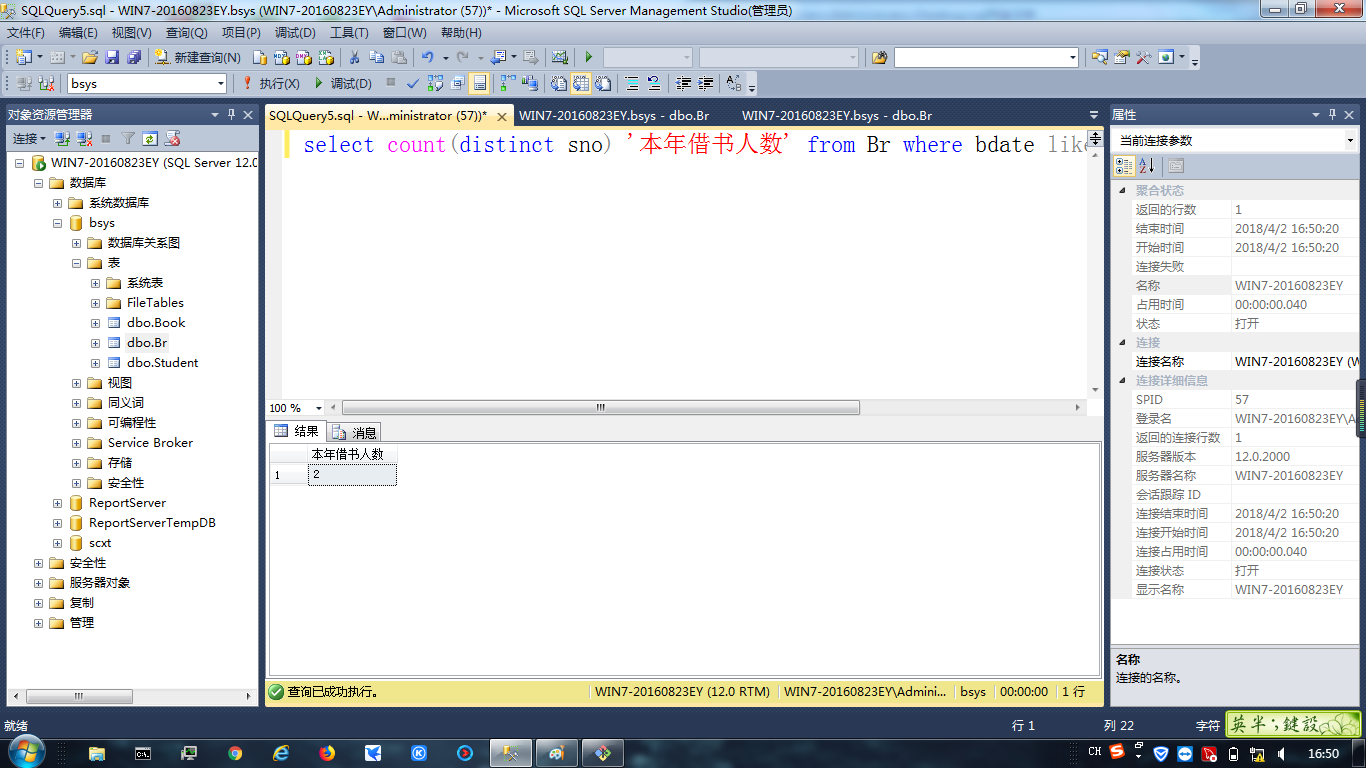 SQLQuery5.sql - WIN7-20160823EY.bsys (WIN7-20160823EY\Administrator (57))* - Microsoft SQL Server Management Studio(管理员)
文件(F) 编辑(E) 视图(V) 查询(Q) 项目(P) 调试(D) 工具(T) 窗口(W) 帮助(H)
新建查询(N)
bsys 执行(X) 调试(D)
对象资源管理器
连接
WIN7-20160823EY (SQL Server 12.0
数据库
系统数据库
bsys
数据库关系图
表
系统表
FileTables
dbo.Book
dbo.Br
dbo.Student
视图
同义词
可编程性
Service Broker
存储
安全性
ReportServer
ReportServerTempDB
scxt
安全性
服务器对象
复制
管理
SQLQuery5.sql - W...ministrator (57))* WIN7-20160823EY.bsys - dbo.Br WIN7-20160823EY.bsys - dbo.Br
select count(distinct sno) '本年借书人数' from Br where bdate like
100 %
结果 消息
本年借书人数
1 2
查询已成功执行。 WIN7-20160823EY (12.0 RTM) WIN7-20160823EY\Admini... bsys 00:00:00 1 行
属性
当前连接参数
聚合状态
返回的行数 1
结束时间 2018/4/2 16:50:20
开始时间 2018/4/2 16:50:20
连接失败
名称 WIN7-20160823EY
占用时间 00:00:00.040
状态 打开
连接
连接名称 WIN7-20160823EY (W
连接详细信息
SPID 57
登录名 WIN7-20160823EY\A
返回的连接行数 1
服务器版本 12.0.2000
服务器名称 WIN7-20160823EY
会话跟踪 ID
连接结束时间 2018/4/2 16:50:20
连接开始时间 2018/4/2 16:50:20
连接占用时间 00:00:00.040
连接状态 打开
显示名称 WIN7-20160823EY
名称
连接的名称。
就绪 行 1 列 22 字符
英 半 ; 鍵 設
CH 16:50